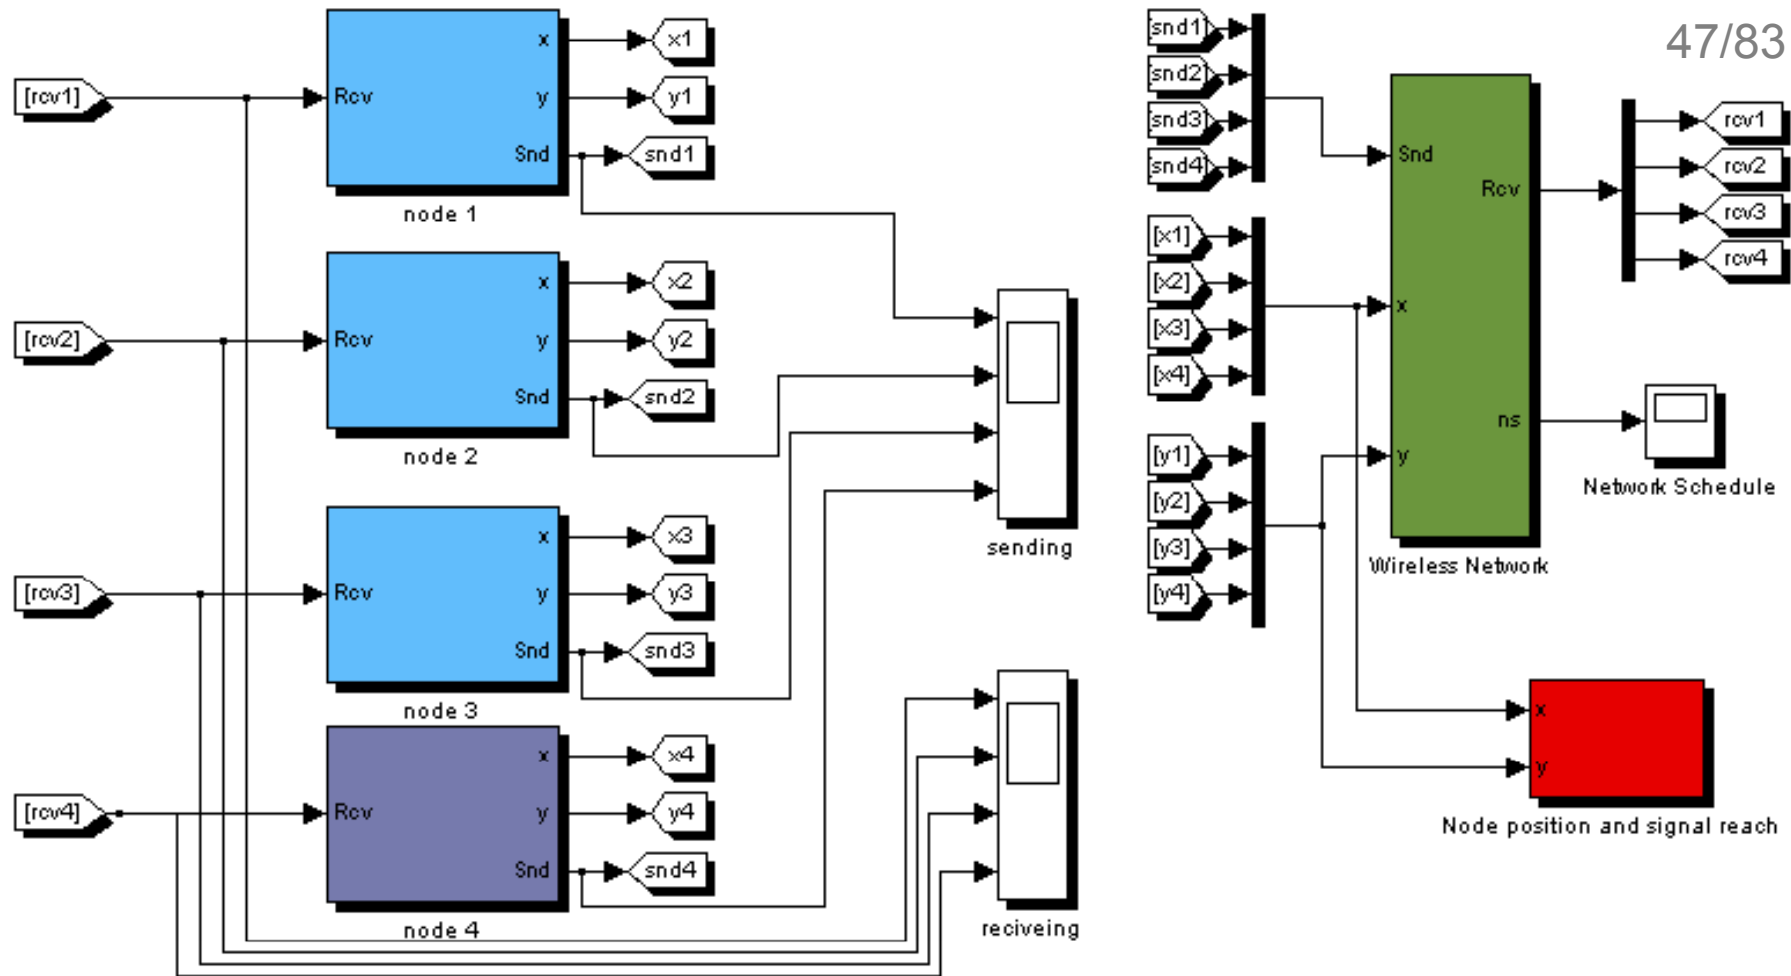 47/83
[rcv1]
Rcv
x
y
Snd
x1
y1
snd1
node 1
[rcv2]
Rcv
x
y
Snd
x2
y2
snd2
node 2
[rcv3]
Rcv
x
y
Snd
x3
y3
snd3
node 3
[rcv4]
Rcv
x
y
Snd
x4
y4
snd4
node 4
sending
reciveing
[snd1]
[snd2]
[snd3]
[snd4]
[x1]
[x2]
[x3]
[x4]
[y1]
[y2]
[y3]
[y4]
Snd
x
y
Rcv
ns
Wireless Network
rcv1
rcv2
rcv3
rcv4
Network Schedule
x
y
Node position and signal reach